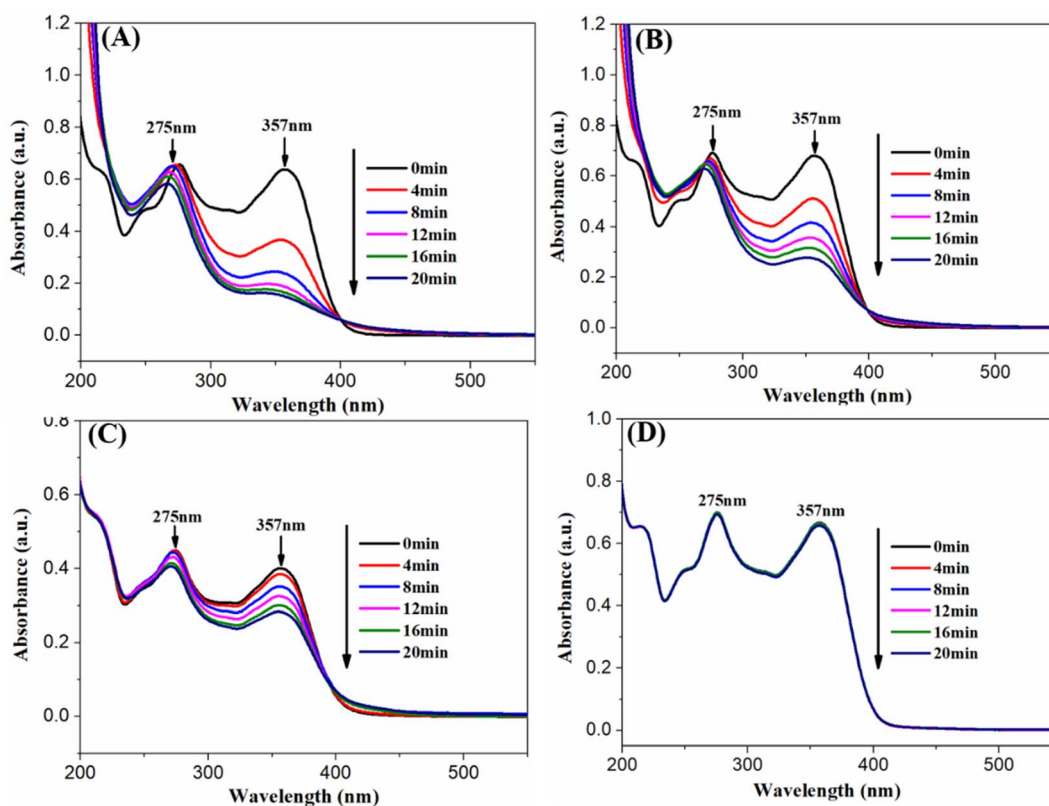 (A)
1.2
1.0
0.8
0.6
0.4
0.2
0.0
Absorbance (a.u.)
275nm
357nm
0min
4min
8min
12min
16min
20min
200
300
400
500
Wavelength (nm)
(B)
1.2
1.0
0.8
0.6
0.4
0.2
0.0
Absorbance (a.u.)
275nm
357nm
0min
4min
8min
12min
16min
20min
200
300
400
500
Wavelength (nm)
(C)
0.8
0.6
0.4
0.2
0.0
Absorbance (a.u.)
275nm
357nm
0min
4min
8min
12min
16min
20min
200
300
400
500
Wavelength (nm)
(D)
1.0
0.8
0.6
0.4
0.2
0.0
Absorbance (a.u.)
275nm
357nm
0min
4min
8min
12min
16min
20min
200
300
400
500
Wavelength (nm)